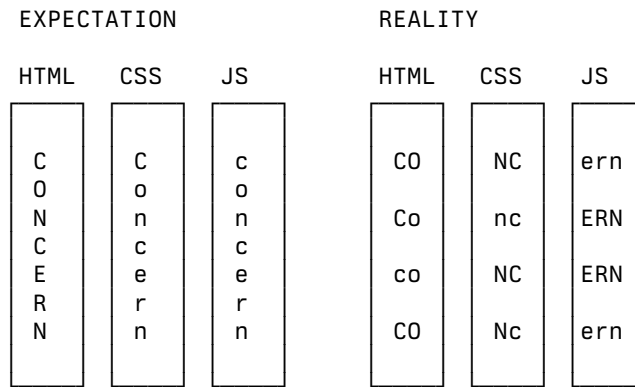 EXPECTATION REALITY
HTML CSS JS HTML CSS JS
C C c CO NC ern
O o o
N n n Co nc ERN
C c c
E e e co NC ERN
R r r
N n n CO Nc ern